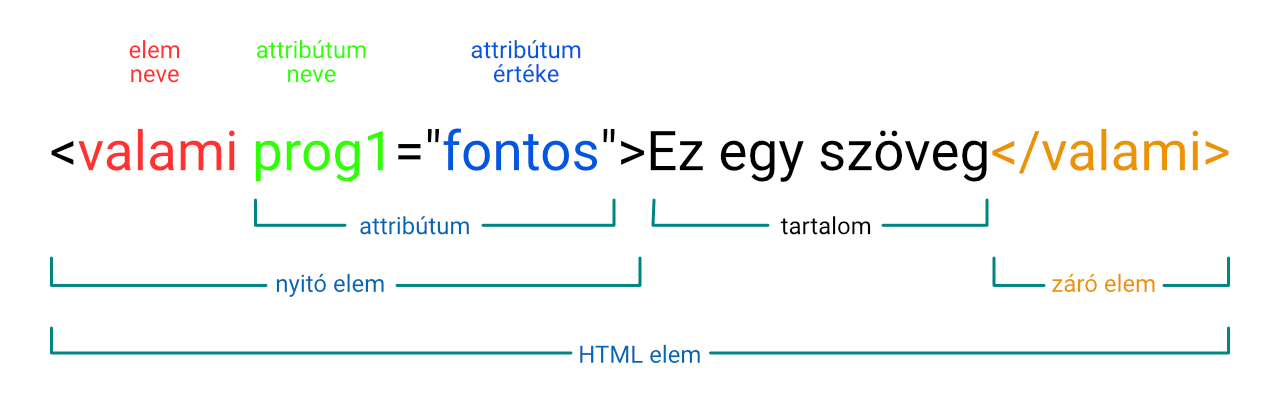 elem
neve
attribútum
neve
attribútum
értéke
<valami prog1="fontos">Ez egy szöveg</valami>
attribútum
tartalom
nyitó elem
záró elem
HTML elem